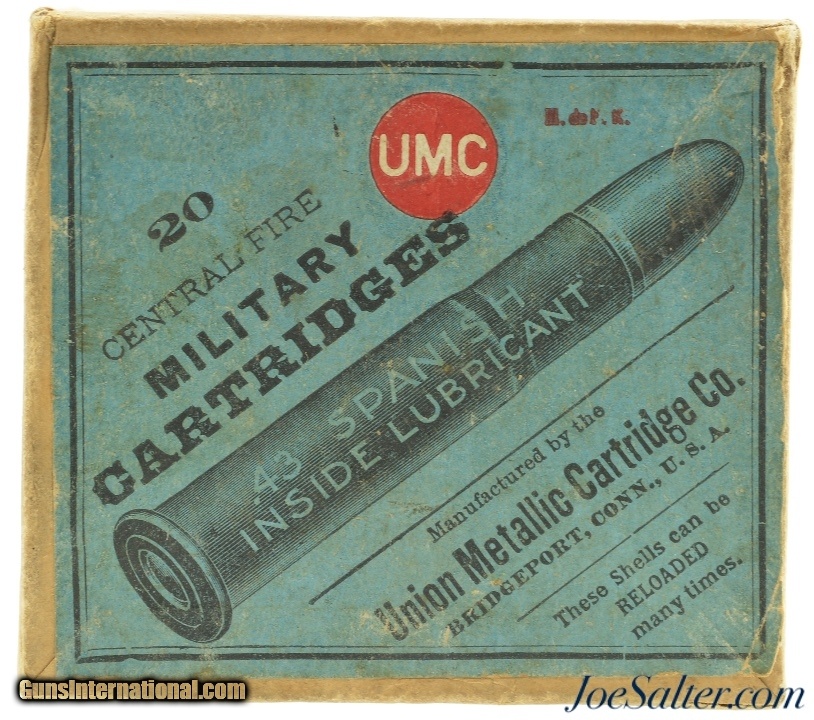 UMC
H. de P. K.
20
CENTRAL FIRE
MILITARY
CARTRIDGES
.43 SPANISH
INSIDE LUBRICANT
Manufactured by the
Union Metallic Cartridge Co.
BRIDGEPORT, CONN., U. S. A.
These Shells can be
RELOADED
many times.
GunsInternational.com
JoeSalter.com